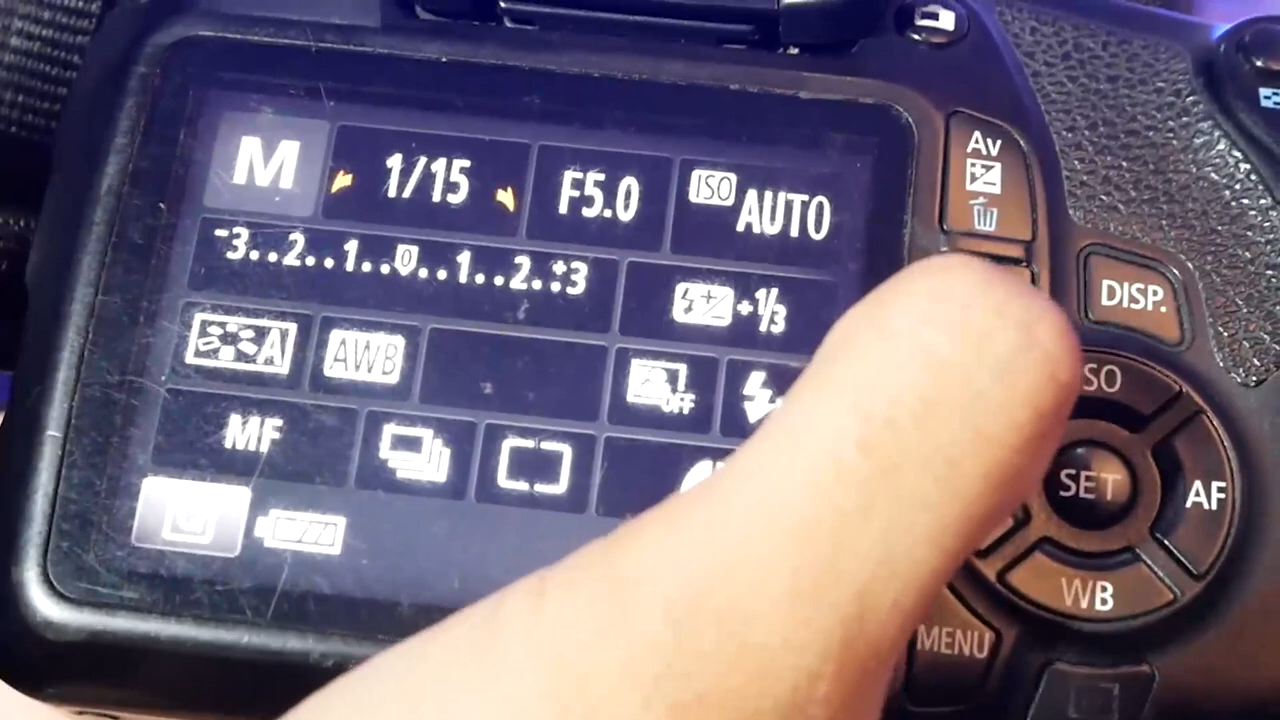 M 1/15 F5.0 ISO AUTO
-3..2..1..0..1..2..+3 +1/3
A AWB OFF
MF
Av
DISP.
SO
SET
AF
WB
MENU